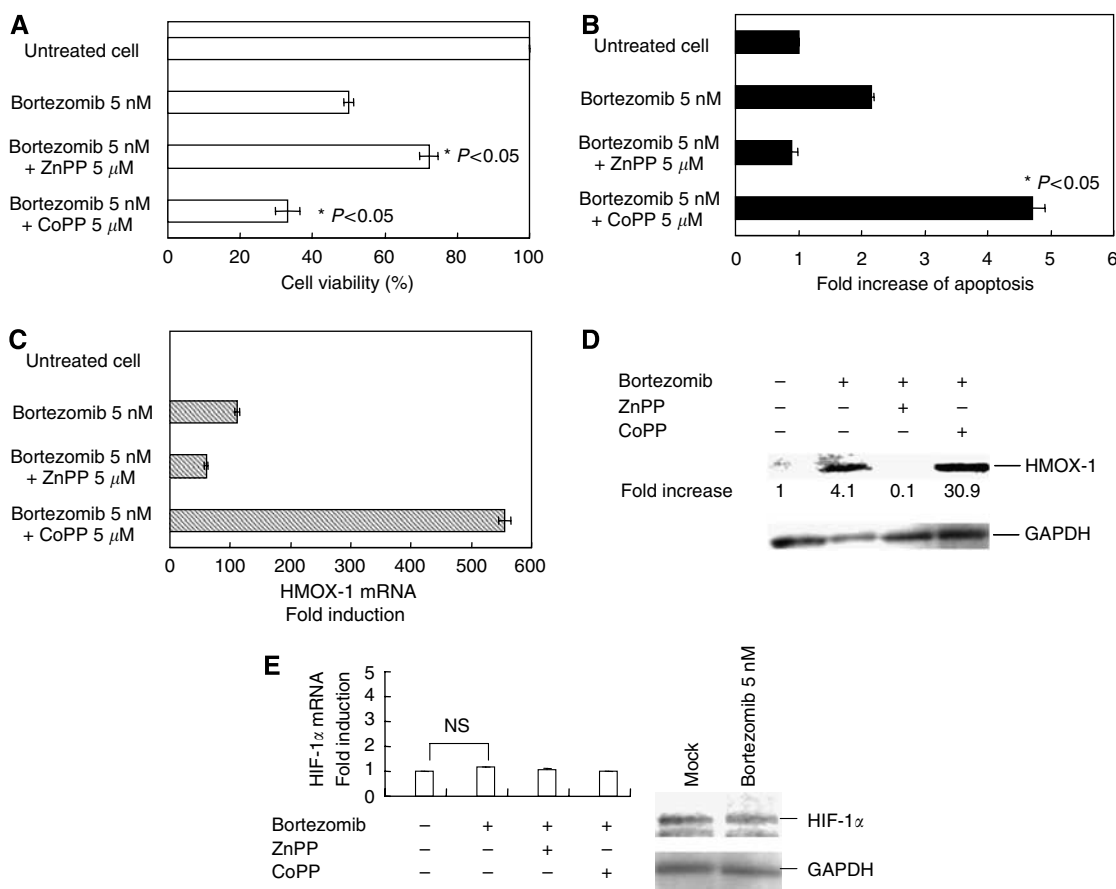 A
Untreated cell
Bortezomib 5 nM
Bortezomib 5 nM
+ ZnPP 5 μM
* P<0.05
Bortezomib 5 nM
+ CoPP 5 μM
* P<0.05
0 20 40 60 80 100
Cell viability (%)
B
Untreated cell
Bortezomib 5 nM
Bortezomib 5 nM
+ ZnPP 5 μM
* P<0.05
Bortezomib 5 nM
+ CoPP 5 μM
0 1 2 3 4 5 6
Fold increase of apoptosis
C
Untreated cell
Bortezomib 5 nM
Bortezomib 5 nM
+ ZnPP 5 μM
Bortezomib 5 nM
+ CoPP 5 μM
0 100 200 300 400 500 600
HMOX-1 mRNA
Fold induction
D
Bortezomib − + + +
ZnPP − − + −
CoPP − − − +
HMOX-1
Fold increase 1 4.1 0.1 30.9
GAPDH
E
HIF-1α mRNA
Fold induction
5
4
3
2
1
0
NS
Bortezomib − + + +
ZnPP − − + −
CoPP − − − +
Mock
Bortezomib 5 nM
HIF-1α
GAPDH